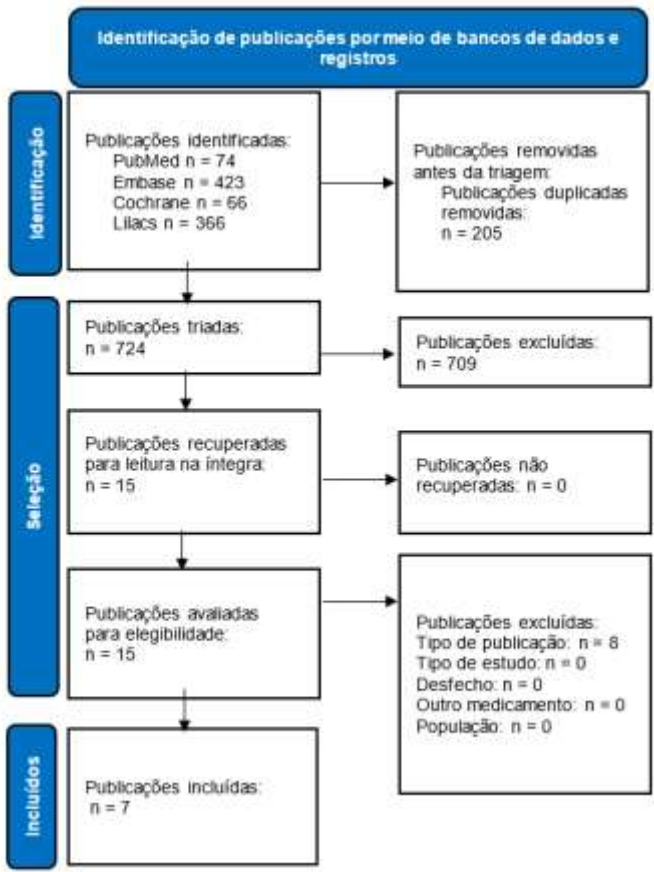 Identificação de publicações por meio de bancos de dados e
registros
Identificação
Publicações identificadas:
PubMed n = 74
Embase n = 423
Cochrane n = 66
Lilacs n = 366
Publicações removidas
antes da triagem:
Publicações duplicadas
removidas:
n = 205
Seleção
Publicações triadas:
n = 724
Publicações excluídas:
n = 709
Publicações recuperadas
para leitura na íntegra:
n = 15
Publicações não
recuperadas: n = 0
Publicações avaliadas
para elegibilidade:
n = 15
Publicações excluídas:
Tipo de publicação: n = 8
Tipo de estudo: n = 0
Desfecho: n = 0
Outro medicamento: n = 0
População: n = 0
Incluídos
Publicações incluídas:
n = 7